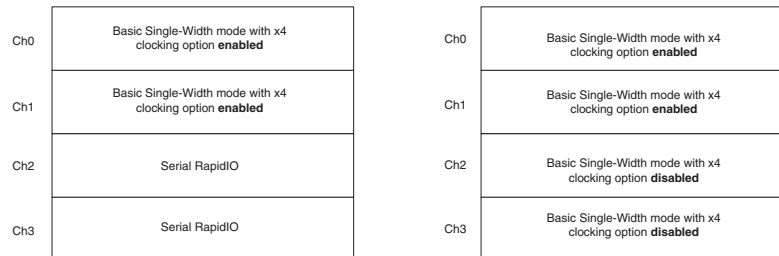 Ch0
Basic Single-Width mode with x4
clocking option enabled
Ch1
Basic Single-Width mode with x4
clocking option enabled
Ch2
Serial RapidIO
Ch3
Serial RapidIO
Ch0
Basic Single-Width mode with x4
clocking option enabled
Ch1
Basic Single-Width mode with x4
clocking option enabled
Ch2
Basic Single-Width mode with x4
clocking option disabled
Ch3
Basic Single-Width mode with x4
clocking option disabled